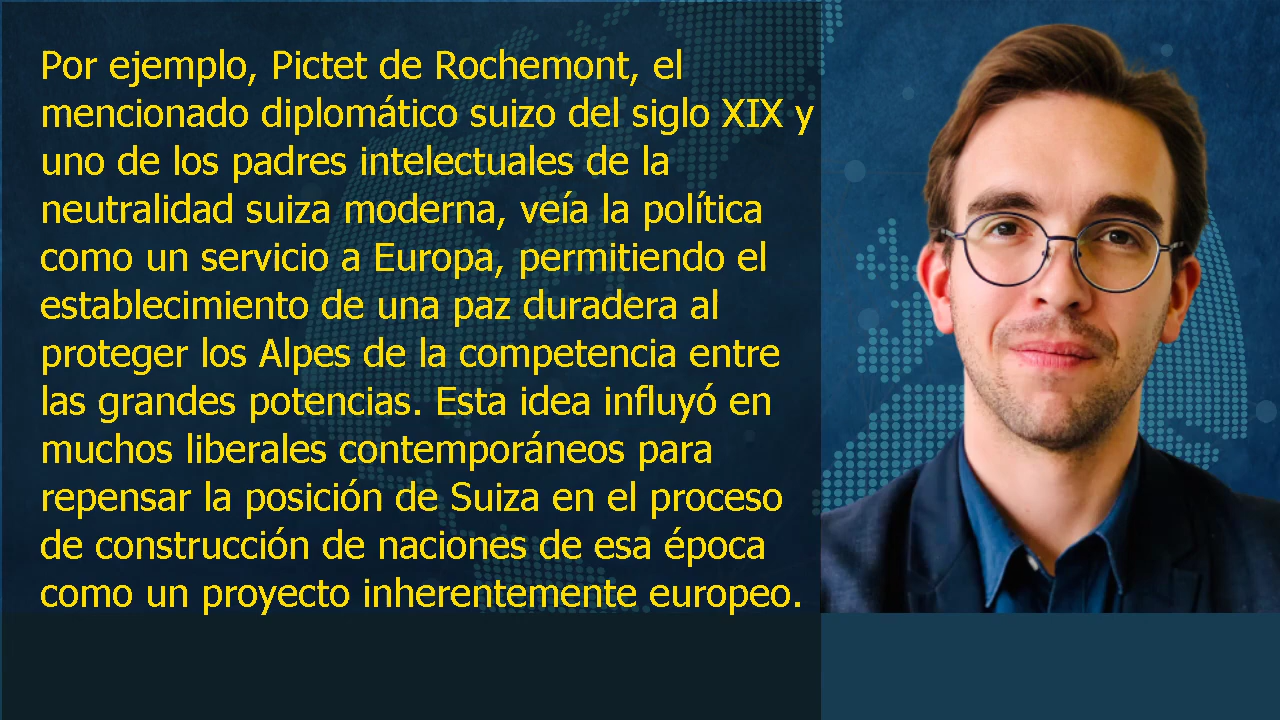 Por ejemplo, Pictet de Rochemont, el
mencionado diplomático suizo del siglo XIX y
uno de los padres intelectuales de la
neutralidad suiza moderna, veía la política
como un servicio a Europa, permitiendo el
establecimiento de una paz duradera al
proteger los Alpes de la competencia entre
las grandes potencias. Esta idea influyó en
muchos liberales contemporáneos para
repensar la posición de Suiza en el proceso
de construcción de naciones de esa época
como un proyecto inherentemente europeo.